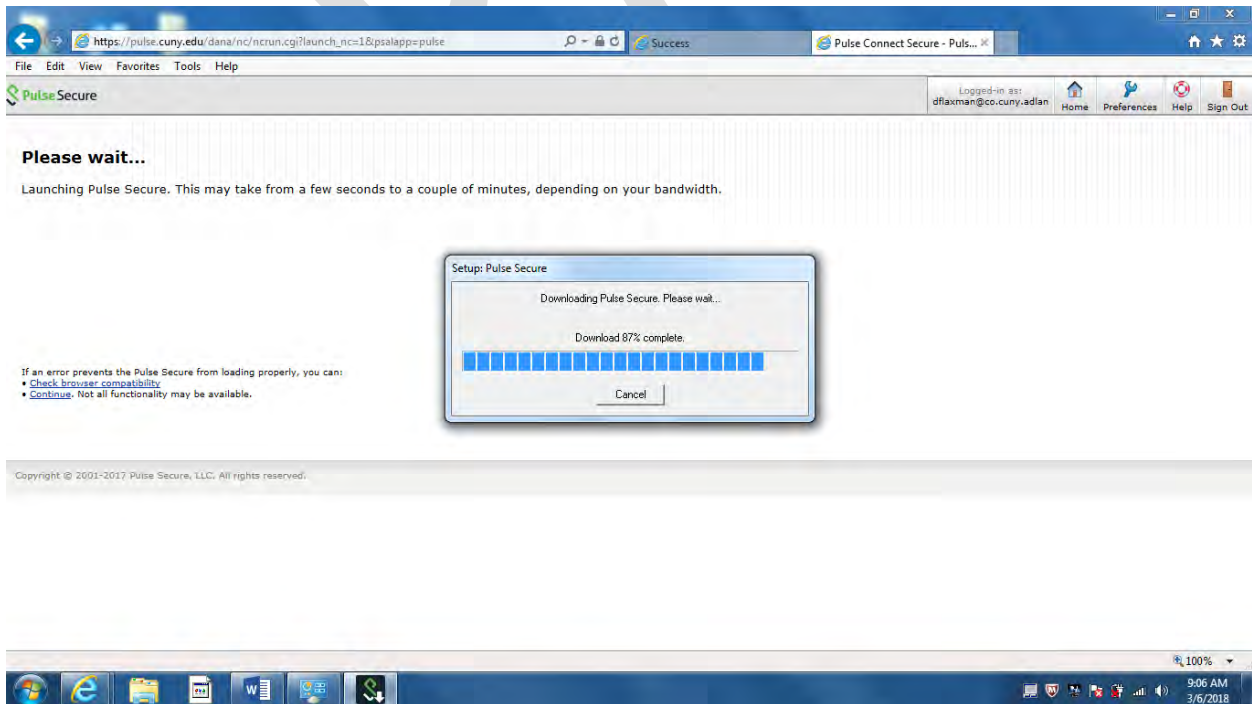 https://pulse.cuny.edu/dana/nc/ncrun.cgi?launch_nc=1&psalapp=pulse
Success
Pulse Connect Secure - Puls...
File Edit View Favorites Tools Help
Pulse Secure
Logged-in as:
dflaxman@co.cuny.adlan
Home Preferences Help Sign Out
Please wait...
Launching Pulse Secure. This may take from a few seconds to a couple of minutes, depending on your bandwidth.
Setup: Pulse Secure
Downloading Pulse Secure. Please wait...
Download 87% complete.
Cancel
If an error prevents the Pulse Secure from loading properly, you can:
• Check browser compatibility
• Continue. Not all functionality may be available.
Copyright © 2001-2017 Pulse Secure, LLC. All rights reserved.
100%
9:06 AM
3/6/2018